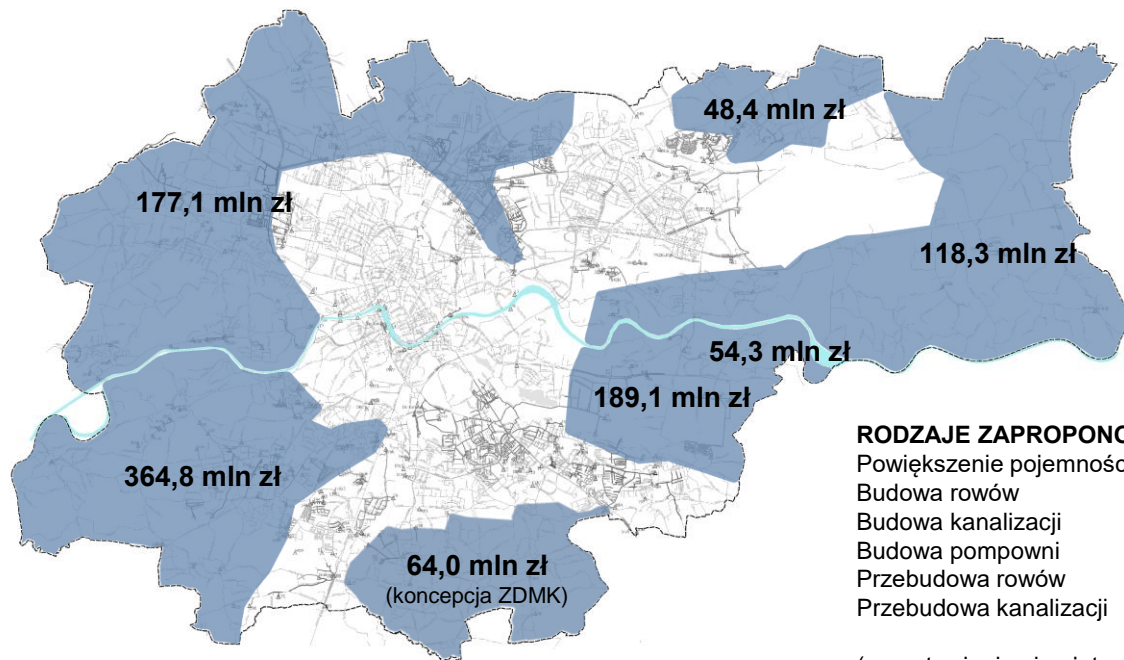 48,4 mln zł
177,1 mln zł
118,3 mln zł
54,3 mln zł
189,1 mln zł
364,8 mln zł
64,0 mln zł
(koncepcja ZDMK)
RODZAJE
Powiększenie
Budowa rowów
Budowa kanalizacji
Budowa pompowni
Przebudowa rowów
Przebudowa kanalizacji